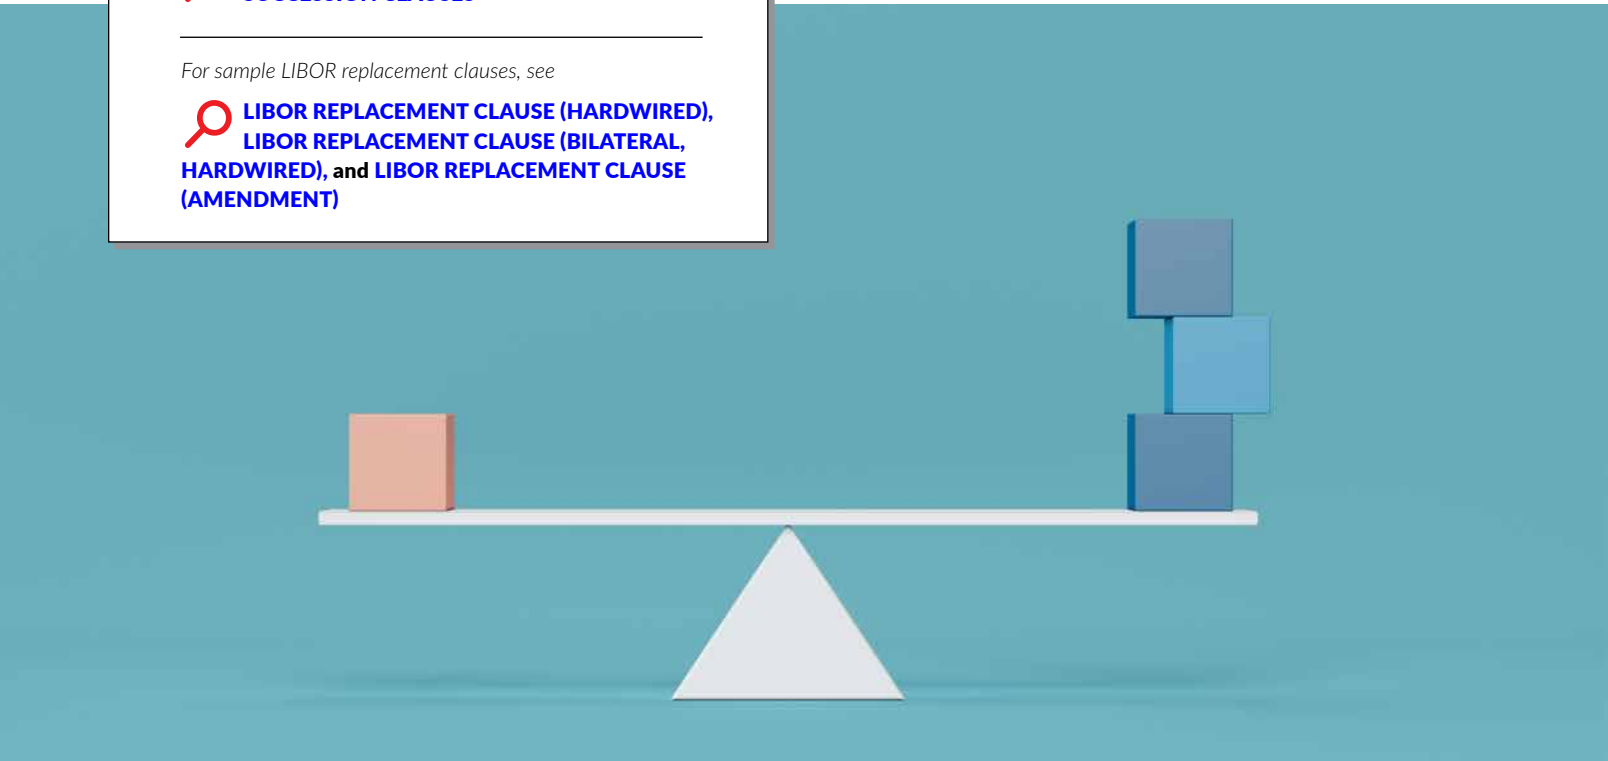 For sample LIBOR replacement clauses, see
LIBOR REPLACEMENT CLAUSE (HARDWIRED),
LIBOR REPLACEMENT CLAUSE (BILATERAL,
HARDWIRED), and LIBOR REPLACEMENT CLAUSE
(AMENDMENT)